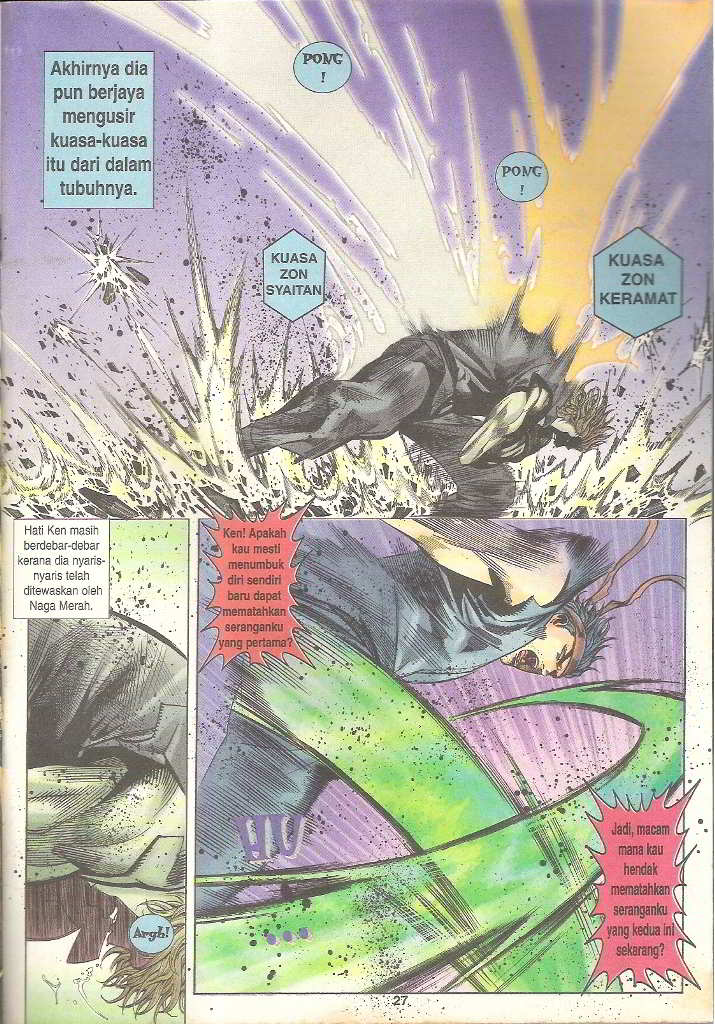 Akhirnya dia
pun berjaya
mengusir
kuasa-kuasa
itu dari dalam
tubuhnya.
PONG
!
PONG
!
KUASA
ZON
SYAITAN
KUASA
ZON
KERAMAT
Hati Ken masih
berdebar-debar
kerana dia nyaris-
nyaris telah
ditewaskan oleh
Naga Merah.
Argh!
Ken! Apakah
kau mesti
menumbuk
diri sendiri
baru dapat
mematahkan
seranganku
yang pertama?
HU
...
Jadi, macam
mana kau
hendak
mematahkan
seranganku
yang kedua ini
sekarang?
27